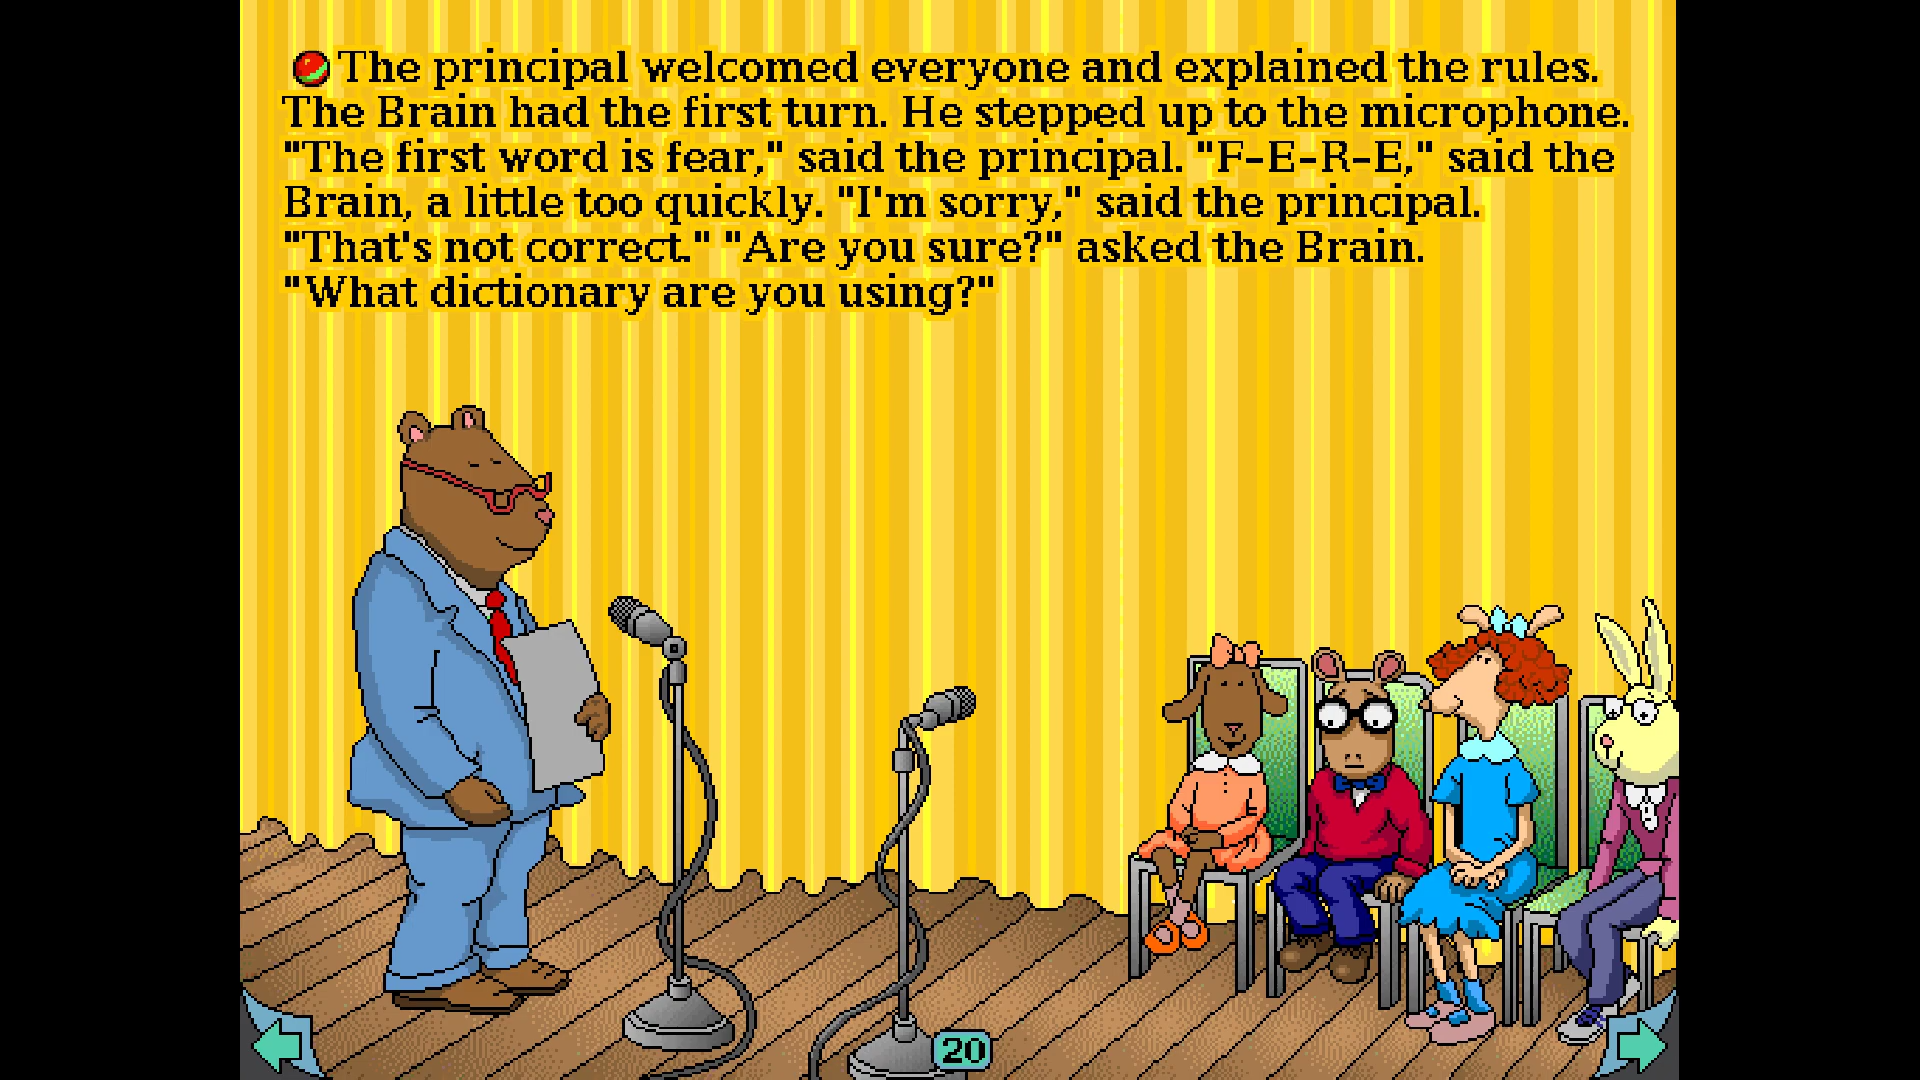 The principal welcomed everyone and explained the rules.
The Brain had the first turn. He stepped up to the microphone.
"The first word is fear," said the principal. "F-E-R-E," said the
Brain, a little too quickly. "I'm sorry," said the principal.
"That's not correct." "Are you sure?" asked the Brain.
"What dictionary are you using?"
20